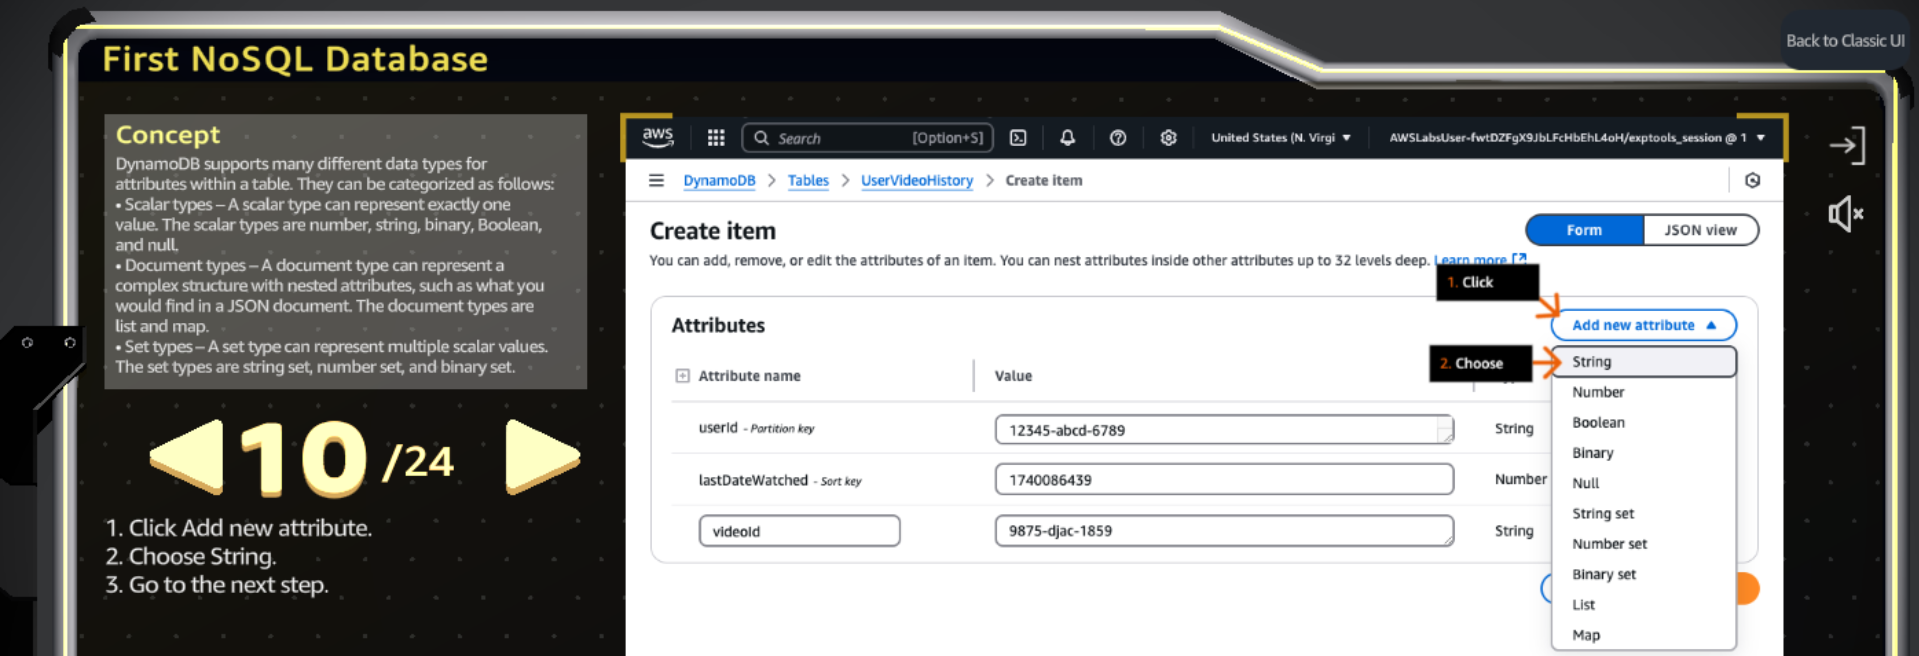 Back to Classic UI
First NoSQL Database
Concept
DynamoDB supports many different data types for
attributes within a table. They can be categorized as follows:
• Scalar types – A scalar type can represent exactly one
value. The scalar types are number, string, binary, Boolean,
and null.
• Document types – A document type can represent a
complex structure with nested attributes, such as what you
would find in a JSON document. The document types are
list and map.
• Set types – A set type can represent multiple scalar values.
The set types are string set, number set, and binary set.
10 /24
1. Click Add new attribute.
2. Choose String.
3. Go to the next step.
aws
Search [Option+S]
United States (N. Virgi
AWSLabsUser-fwtDZFgX9JbLFcHbEhL4oH/exptools_session @ 1
DynamoDB > Tables > UserVideoHistory > Create item
Create item
Form JSON view
You can add, remove, or edit the attributes of an item. You can nest attributes inside other attributes up to 32 levels deep. Learn more
1. Click
Attributes
Add new attribute
2. Choose
Attribute name Value
userId - Partition key 12345-abcd-6789 String
lastDateWatched - Sort key 1740086439 Number
videoId 9875-djac-1859 String
String
Number
Boolean
Binary
Null
String set
Number set
Binary set
List
Map